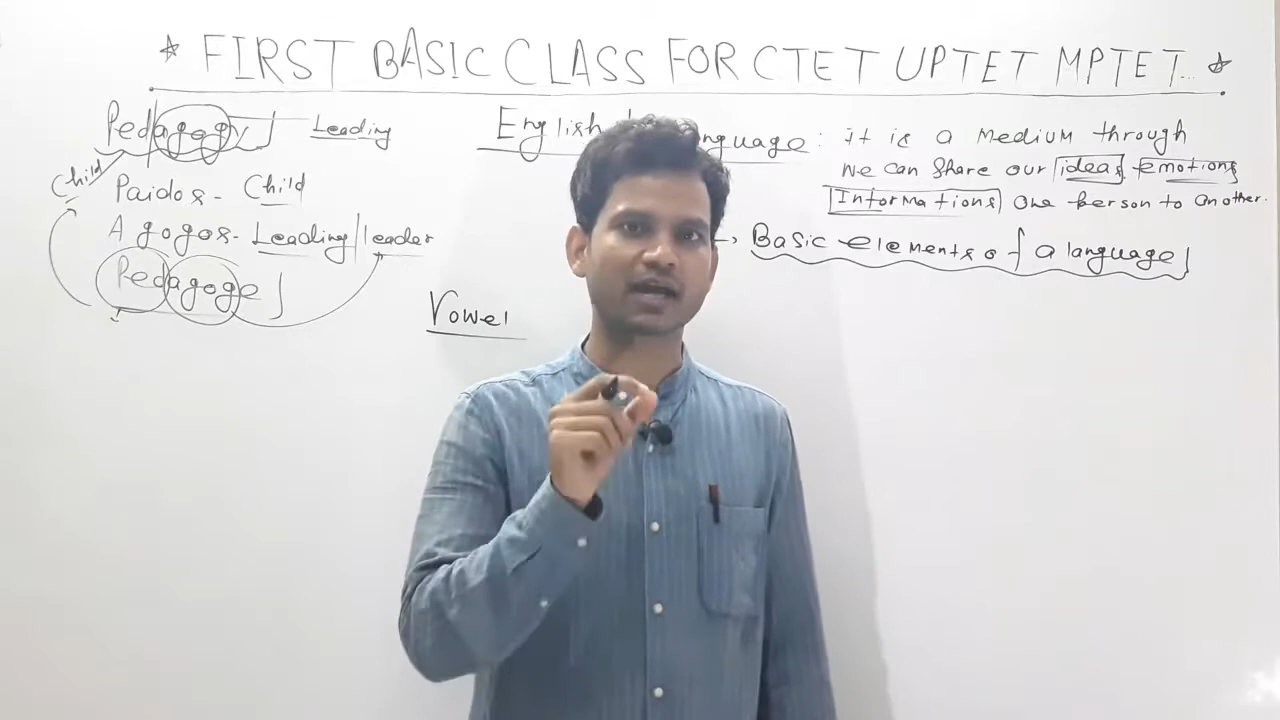 * FIRST BASIC CLASS FOR CTET UPTET MPTET... *
Pedagogy Leading
Child
Paidos - Child
Agogos - Leading/leader
Pedagoge
English language: it is a medium through
we can share our ideas emotions
Informations one person to another.
→ Basic elements of a language
Vowel